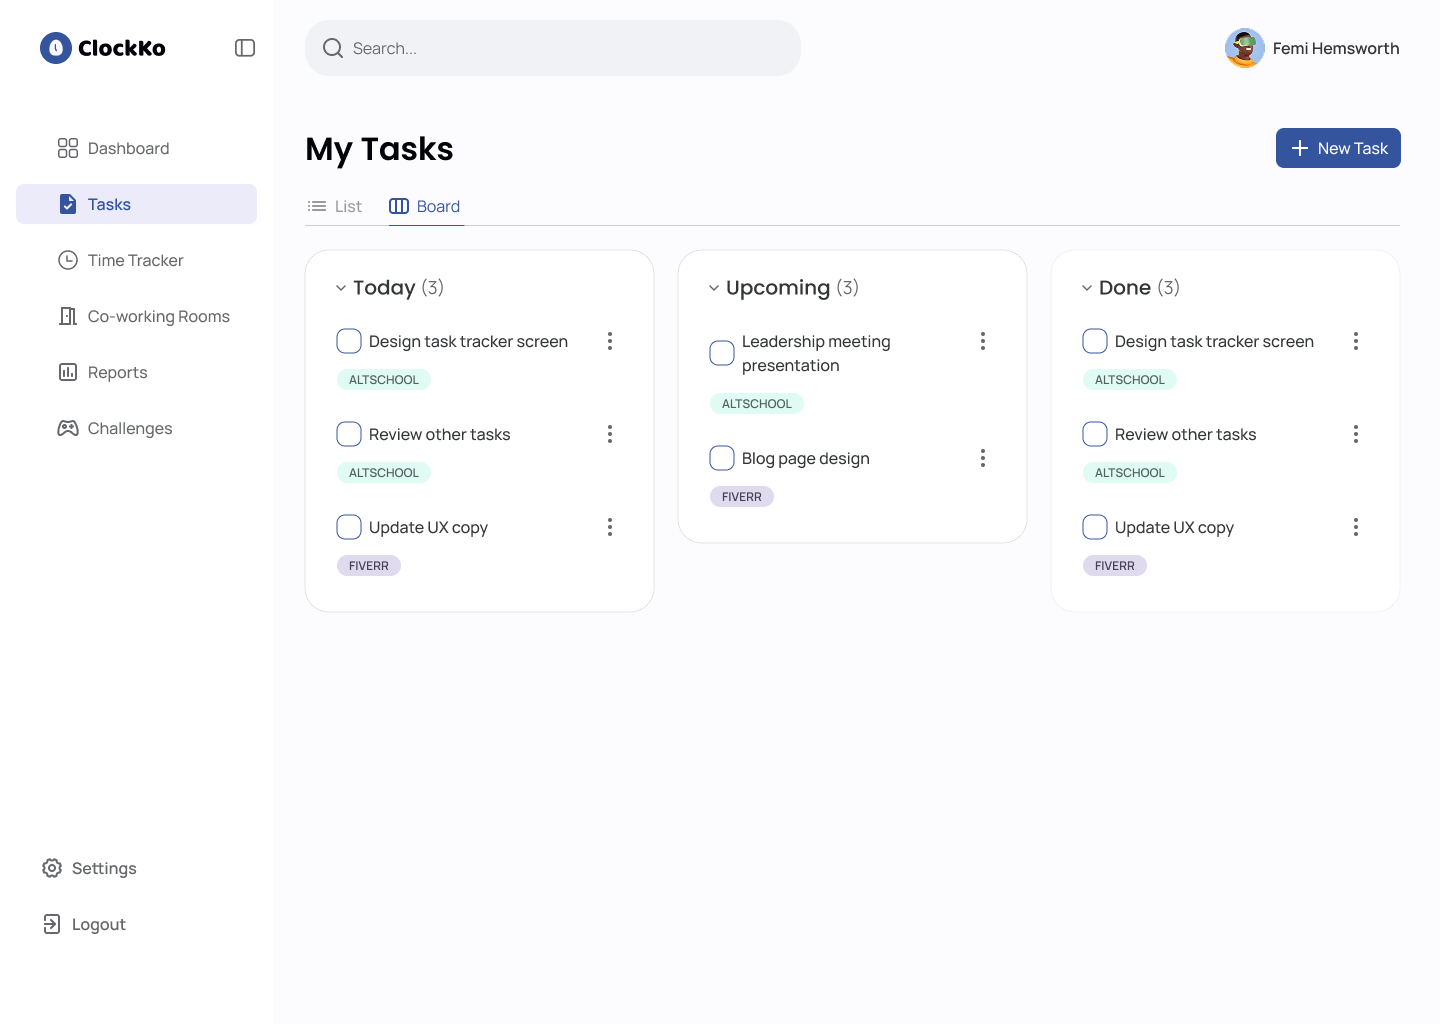 ClockKo
Search...
Femi Hemsworth
Dashboard
Tasks
Time Tracker
Co-working Rooms
Reports
Challenges
Settings
Logout
My Tasks
New Task
List
Board
Today (3)
Design task tracker screen
ALTSCHOOL
Review other tasks
ALTSCHOOL
Update UX copy
FIVERR
Upcoming (3)
Leadership meeting
presentation
ALTSCHOOL
Blog page design
FIVERR
Done (3)
Design task tracker screen
ALTSCHOOL
Review other tasks
ALTSCHOOL
Update UX copy
FIVERR